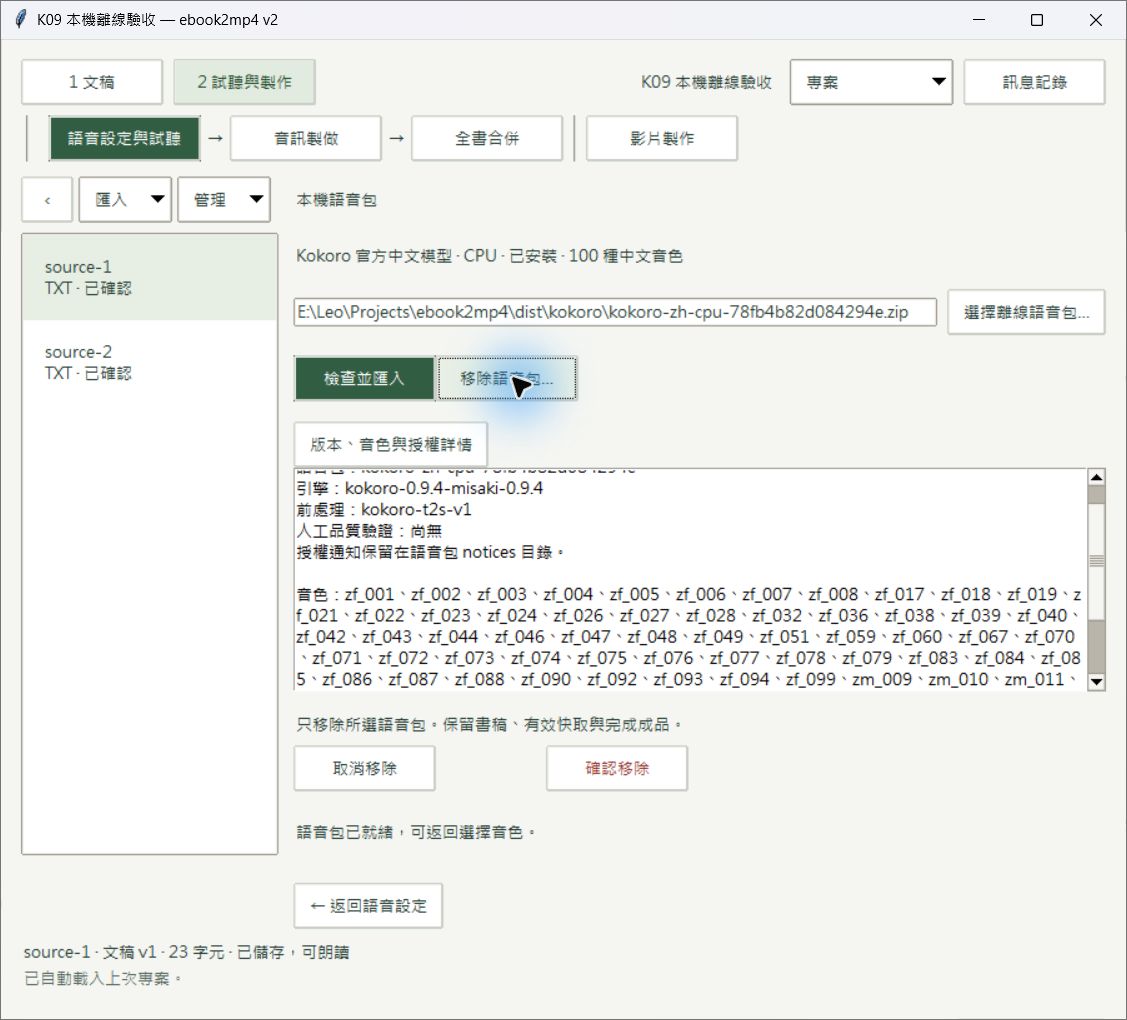 K09 本機離線驗收 — ebook2mp4 v2
1 文稿
2 試聽與製作
K09 本機離線驗收
專案
訊息記錄
語音設定與試聽
→
音訊製做
→
全書合併
影片製作
‹
匯入
管理
本機語音包
source-1
TXT · 已確認
source-2
TXT · 已確認
Kokoro 官方中文模型 · CPU · 已安裝 · 100 種中文音色
E:\Leo\Projects\ebook2mp4\dist\kokoro\kokoro-zh-cpu-78fb4b82d084294e.zip
選擇離線語音包...
檢查並匯入
移除語音包...
版本、音色與授權詳情
語音包：kokoro-zh-cpu-78fb4b82d084294e
引擎：kokoro-0.9.4-misaki-0.9.4
前處理：kokoro-t2s-v1
人工品質驗證：尚無
授權通知保留在語音包 notices 目錄。
音色：zf_001、zf_002、zf_003、zf_004、zf_005、zf_006、zf_007、zf_008、zf_017、zf_018、zf_019、z
f_021、zf_022、zf_023、zf_024、zf_026、zf_027、zf_028、zf_032、zf_036、zf_038、zf_039、zf_040、
zf_042、zf_043、zf_044、zf_046、zf_047、zf_048、zf_049、zf_051、zf_059、zf_060、zf_067、zf_070
、zf_071、zf_072、zf_073、zf_074、zf_075、zf_076、zf_077、zf_078、zf_079、zf_083、zf_084、zf_08
5、zf_086、zf_087、zf_088、zf_090、zf_092、zf_093、zf_094、zf_099、zm_009、zm_010、zm_011、
只移除所選語音包。保留書稿、有效快取與完成成品。
取消移除
確認移除
語音包已就緒，可返回選擇音色。
← 返回語音設定
source-1 · 文稿 v1 · 23 字元 · 已儲存，可朗讀
已自動載入上次專案。